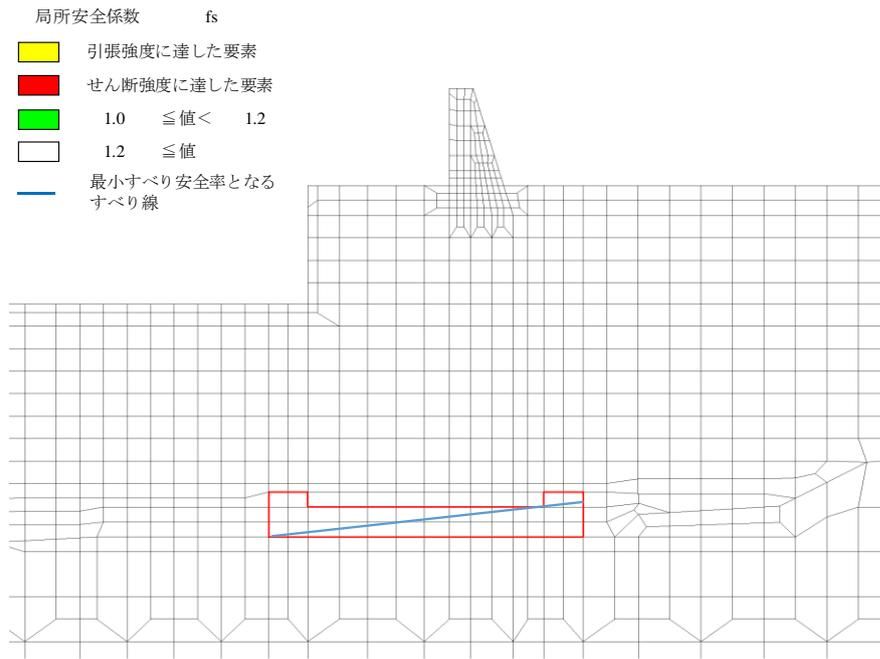 局所安全係数 fs
引張強度に達した要素
せん断強度に達した要素
1.0 ≦値< 1.2
1.2 ≦値
最小すべり安全率となる
すべり線